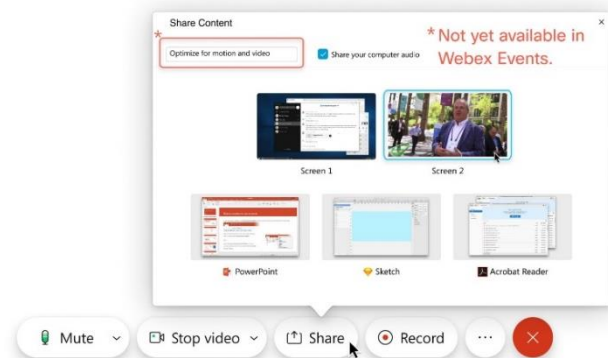 Share Content
×
*
Optimize for motion and video
Share your computer audio
*Not yet available in
Webex Events.
Screen 1
Screen 2
PowerPoint
Sketch
Acrobat Reader
Mute
Stop video
Share
Record